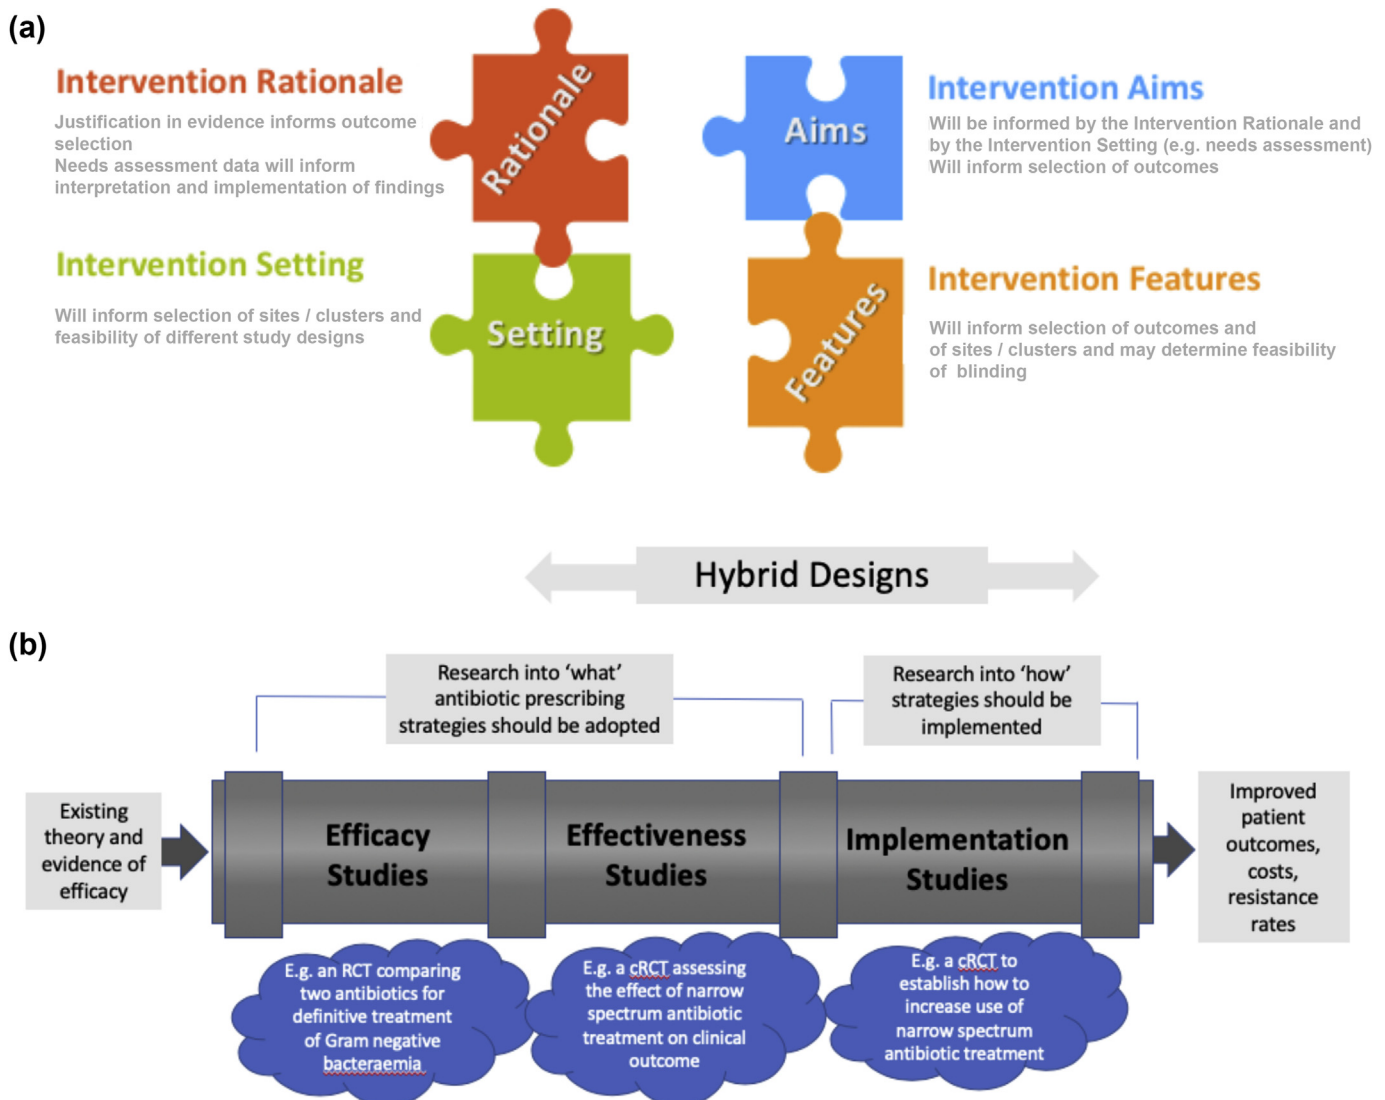 (a)
Intervention Rationale
Justification in evidence informs outcome
selection
Needs assessment data will inform
interpretation and implementation of findings
Rationale
Aims
Intervention Aims
Will be informed by the Intervention Rationale and
by the Intervention Setting (e.g. needs assessment)
Will inform selection of outcomes
Intervention Setting
Will inform selection of sites / clusters and
feasibility of different study designs
Setting
Features
Intervention Features
Will inform selection of outcomes and
of sites / clusters and may determine feasibility
of blinding
Hybrid Designs
(b)
Research into ‘what’
antibiotic prescribing
strategies should be adopted
Research into ‘how’
strategies should be
implemented
Existing
theory and
evidence of
efficacy
Efficacy
Studies
Effectiveness
Studies
Implementation
Studies
Improved
patient
outcomes,
costs,
resistance
rates
E.g. an RCT comparing
two antibiotics for
definitive treatment
of Gram negative
bacteraemia
E.g. a cRCT assessing
the effect of narrow
spectrum antibiotic
treatment on clinical
outcome
E.g. a cRCT to
establish how to
increase use of
narrow spectrum
antibiotic treatment